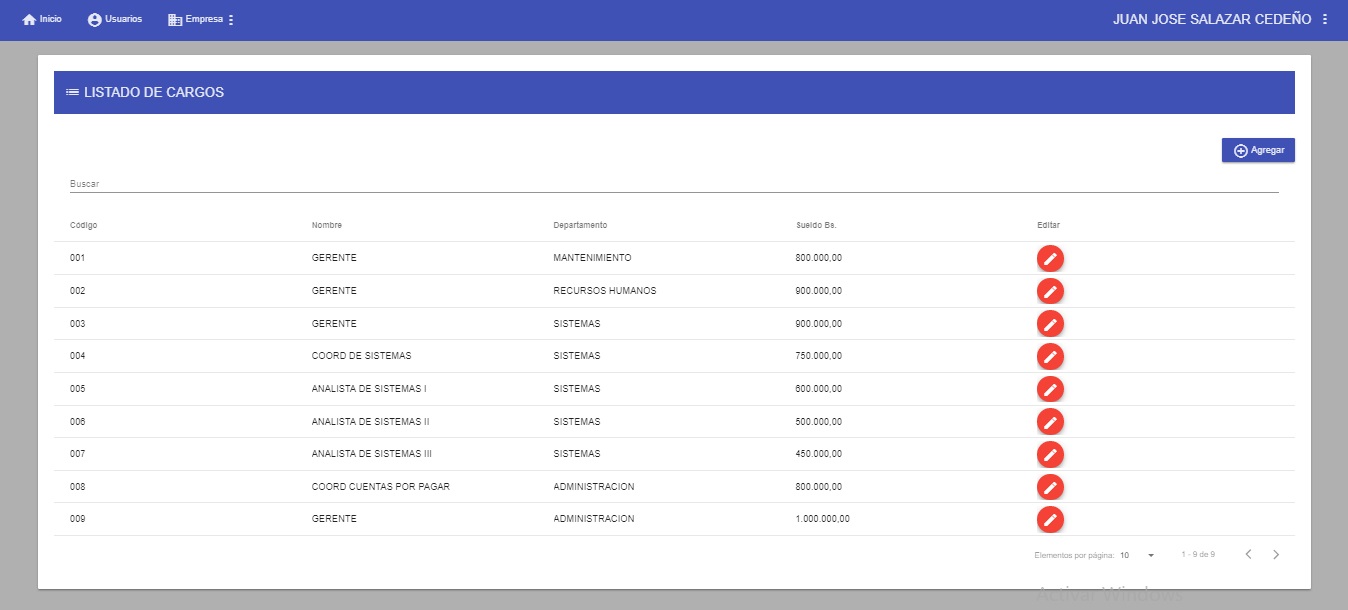 Inicio Usuarios Empresa JUAN JOSE SALAZAR CEDEÑO
LISTADO DE CARGOS
Agregar
Buscar
Código Nombre Departamento Sueldo Bs. Editar
001 GERENTE MANTENIMIENTO 800.000,00
002 GERENTE RECURSOS HUMANOS 900.000,00
003 GERENTE SISTEMAS 900.000,00
004 COORD DE SISTEMAS SISTEMAS 750.000,00
005 ANALISTA DE SISTEMAS I SISTEMAS 600.000,00
006 ANALISTA DE SISTEMAS II SISTEMAS 500.000,00
007 ANALISTA DE SISTEMAS III SISTEMAS 450.000,00
008 COORD CUENTAS POR PAGAR ADMINISTRACION 800.000,00
009 GERENTE ADMINISTRACION 1.000.000,00
Elementos por página: 10 1 - 9 de 9
Activar Windows